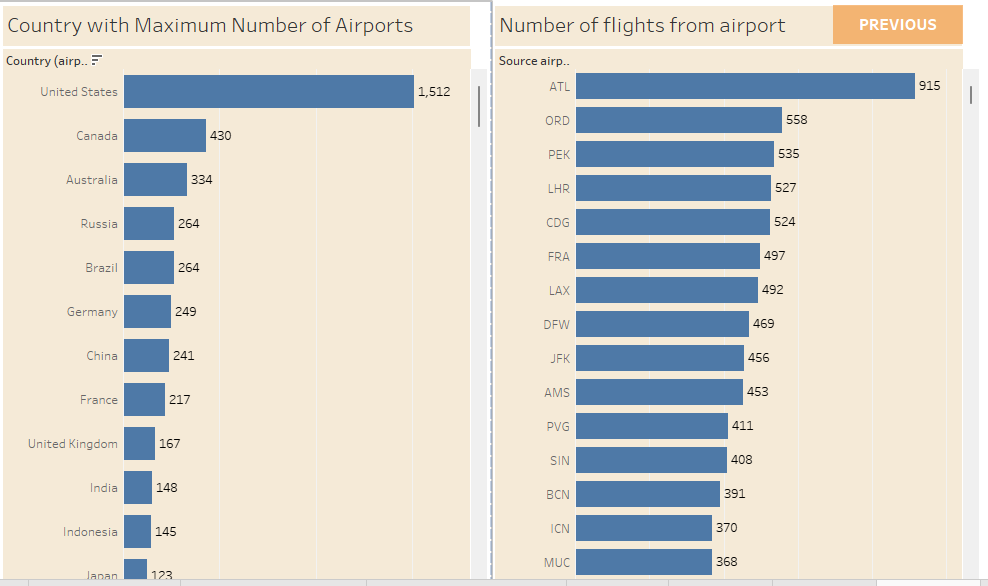 Country with Maximum Number of Airports
Country (airp..
United States 1,512
Canada 430
Australia 334
Russia 264
Brazil 264
Germany 249
China 241
France 217
United Kingdom 167
India 148
Indonesia 145
Japan 123
Number of flights from airport
PREVIOUS
Source airp..
ATL 915
ORD 558
PEK 535
LHR 527
CDG 524
FRA 497
LAX 492
DFW 469
JFK 456
AMS 453
PVG 411
SIN 408
BCN 391
ICN 370
MUC 368